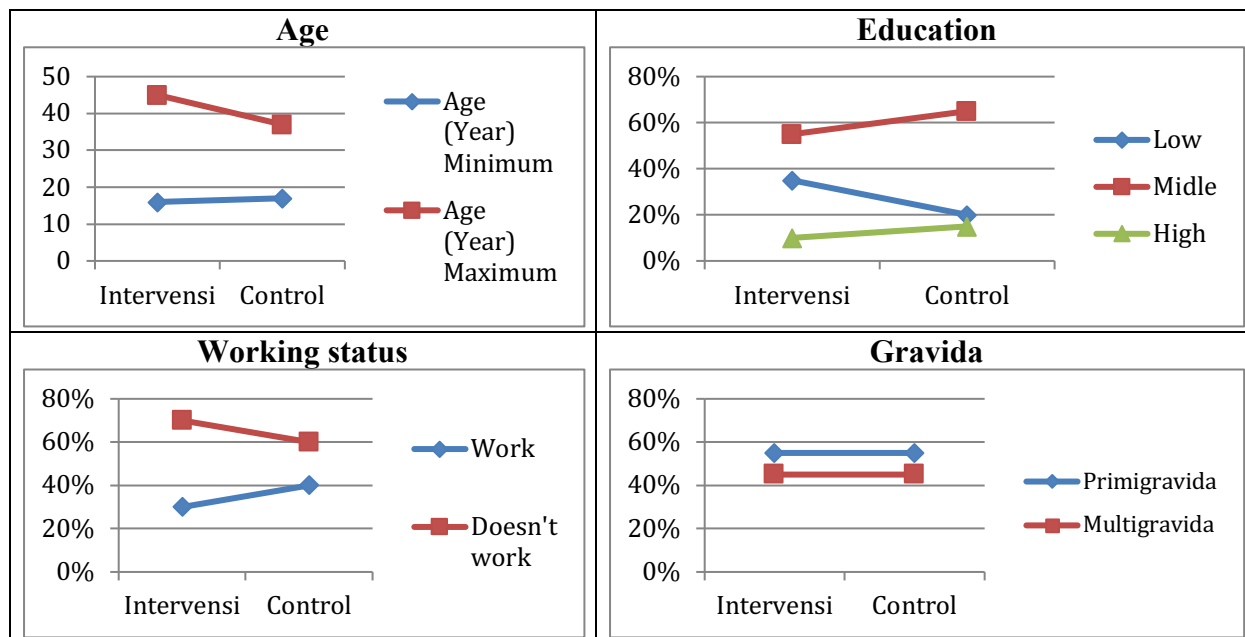 Age
50
40
30
20
10
0
Intervensi Control
Age
(Year)
Minimum
Age
(Year)
Maximum
Education
80%
60%
40%
20%
0%
Intervensi Control
Low
Midle
High
Working status
80%
60%
40%
20%
0%
Intervensi Control
Work
Doesn't
work
Gravida
80%
60%
40%
20%
0%
Intervensi Control
Primigravida
Multigravida